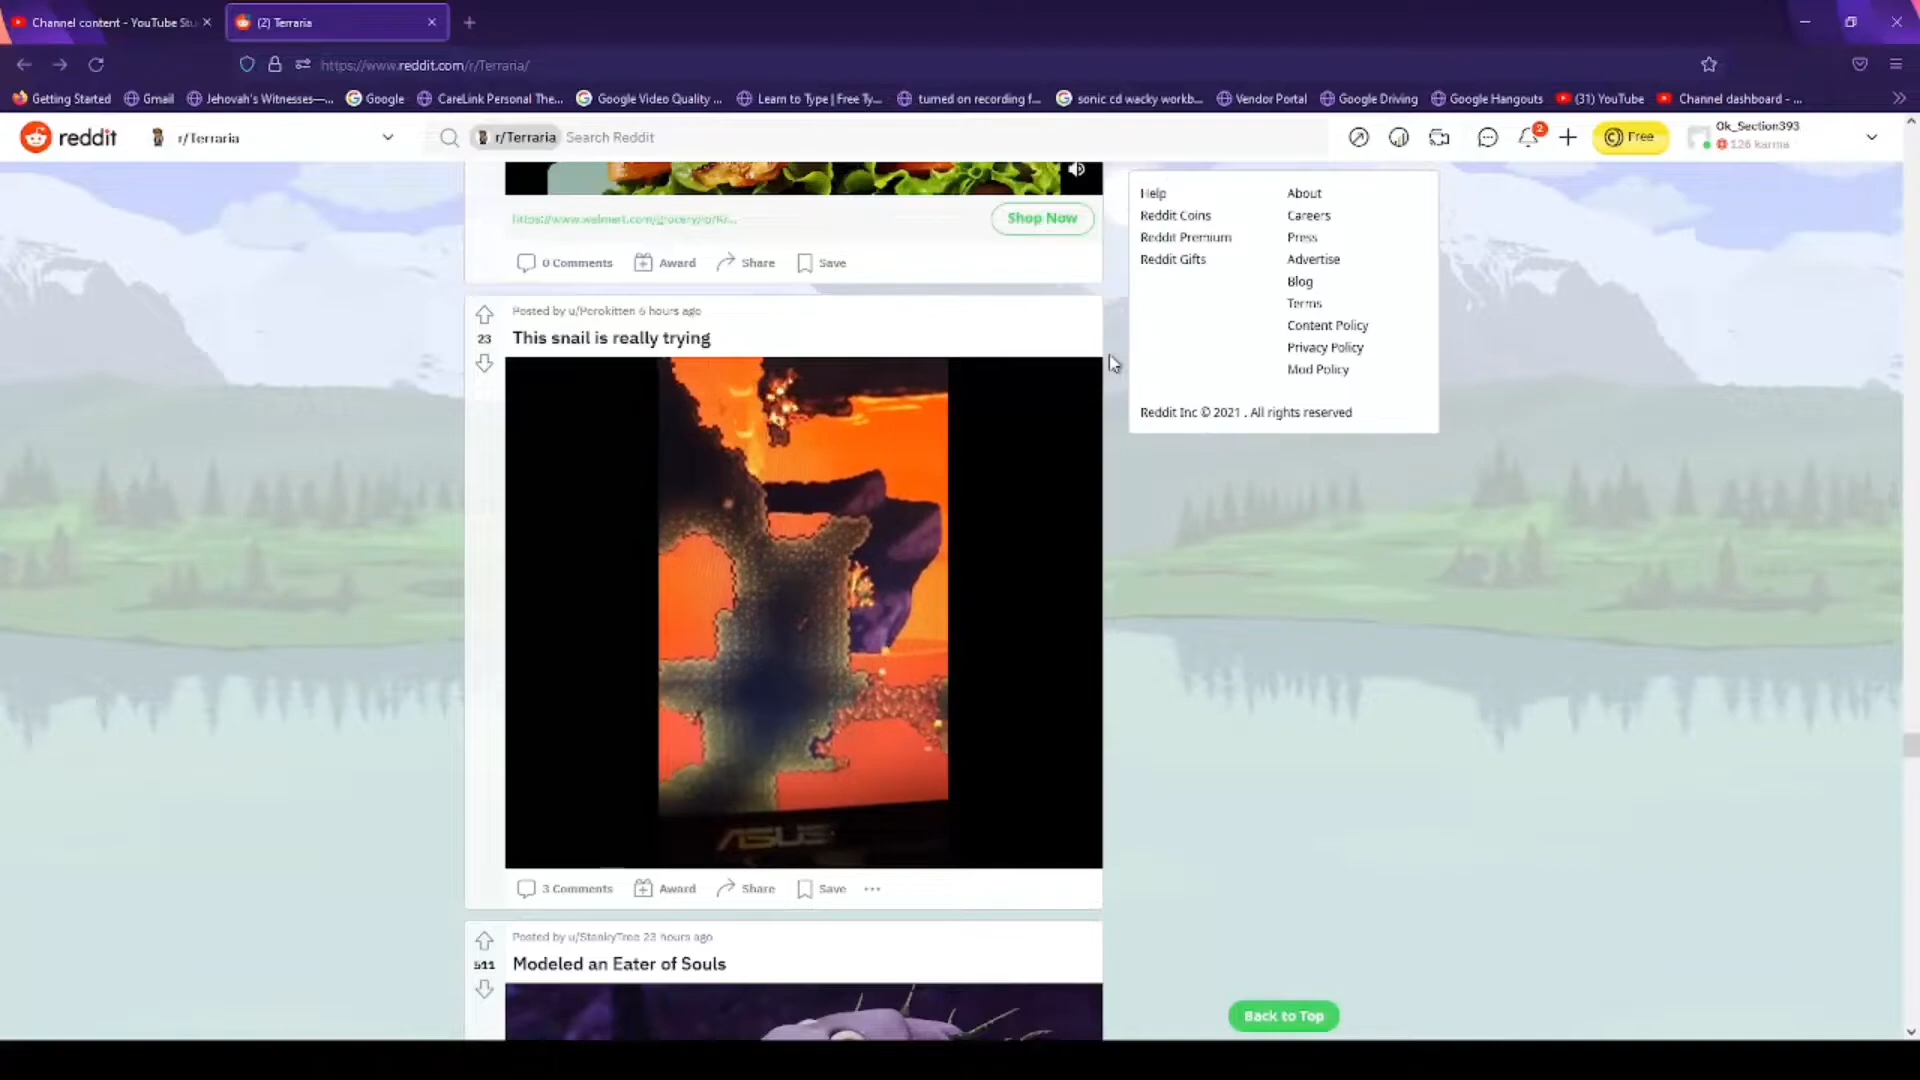 Channel content - YouTube Stu
(2) Terraria
https://www.reddit.com/r/Terraria/
Getting Started
Gmail
Jehovah's Witnesses—...
Google
CareLink Personal The...
Google Video Quality ...
Learn to Type | Free Ty...
turned on recording f...
sonic cd wacky workb...
Vendor Portal
Google Driving
Google Hangouts
(31) YouTube
Channel dashboard - ...
reddit
r/Terraria
r/Terraria Search Reddit
2
Free
Ok_Section393
126 karma
Shop Now
0 Comments Award Share Save
Help
Reddit Coins
Reddit Premium
Reddit Gifts
About
Careers
Press
Advertise
Blog
Terms
Content Policy
Privacy Policy
Mod Policy
Reddit Inc © 2021 . All rights reserved
Posted by u/Porokitten 6 hours ago
23
This snail is really trying
ASUS
3 Comments Award Share Save
Posted by u/StankyTree 23 hours ago
511
Modeled an Eater of Souls
Back to Top